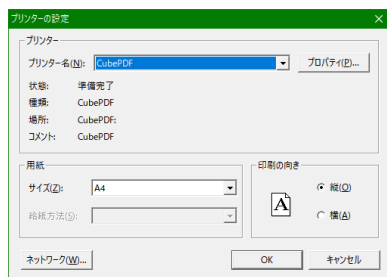 プリンターの設定
プリンター
プリンター名(N): CubePDF プロパティ(P)...
状態: 準備完了
種類: CubePDF
場所: CubePDF:
コメント: CubePDF
用紙
サイズ(Z): A4
給紙方法(S):
印刷の向き
A
縦(O)
横(A)
ネットワーク(W)... OK キャンセル